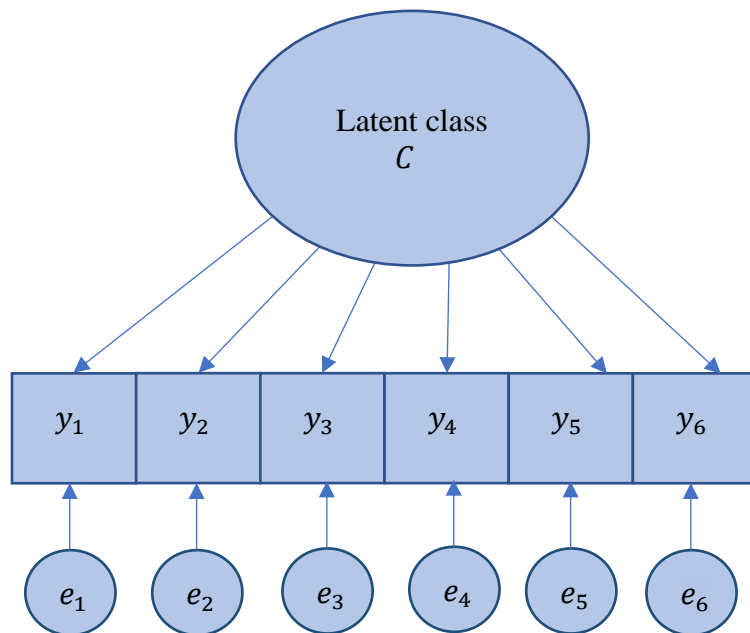 Latent class
C
y₁ y₂ y₃ y₄ y₅ y₆
e₁ e₂ e₃ e₄ e₅ e₆